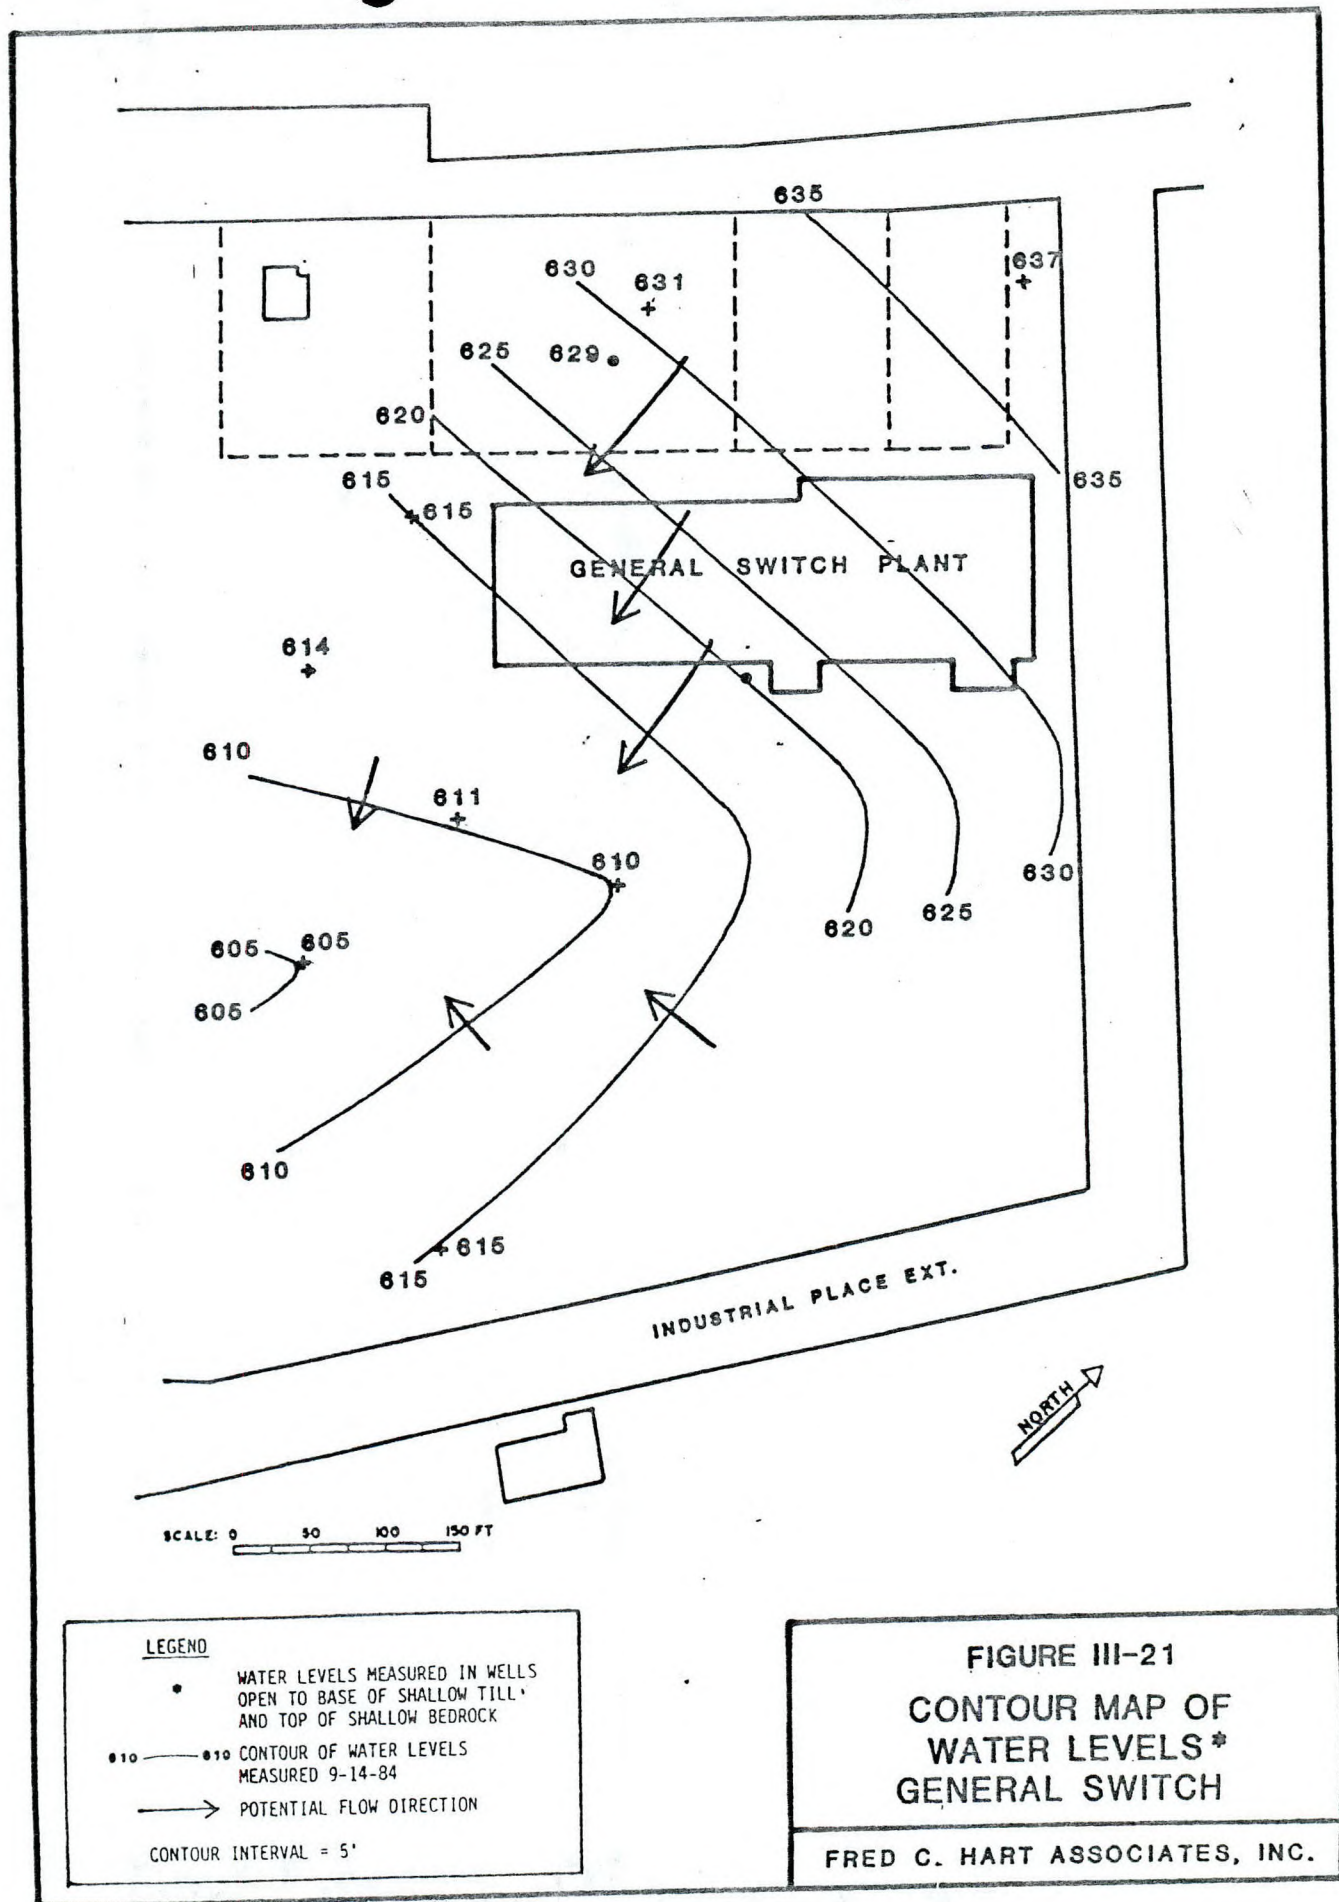 635
637
630
631
625
629
620
615
615
635
GENERAL SWITCH PLANT
614
610
611
610
630
620
625
605
605
605
610
615
615
INDUSTRIAL PLACE EXT.
NORTH
SCALE: 0 50 100 150 FT
LEGEND
WATER LEVELS MEASURED IN WELLS
OPEN TO BASE OF SHALLOW TILL
AND TOP OF SHALLOW BEDROCK
610 610 CONTOUR OF WATER LEVELS
MEASURED 9-14-84
POTENTIAL FLOW DIRECTION
CONTOUR INTERVAL = 5'
FIGURE III-21
CONTOUR MAP OF
WATER LEVELS*
GENERAL SWITCH
FRED C. HART ASSOCIATES, INC.